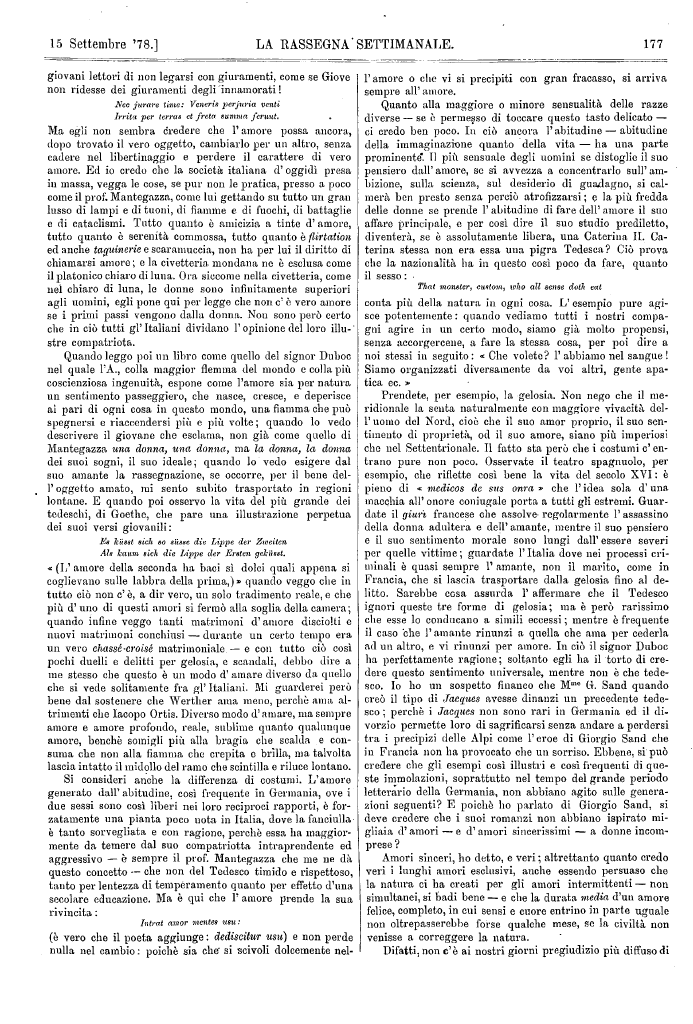 15 Settembre '78.] LA RASSEGNA SETTIMANALE. 177
giovani lettori di non legarsi con giuramenti, come se Giove
non ridesse dei giuramenti degli innamorati!
Nec jurare time: Veneris perjuria venti
Irrita per terras et freta summa ferunt.
Ma egli non sembra credere che l'amore possa ancora,
dopo trovato il vero oggetto, cambiarlo per un altro, senza
cadere nel libertinaggio e perdere il carattere di vero
amore. Ed io credo che la società italiana d'oggidì presa
in massa, vegga le cose, se pur non le pratica, presso a poco
come il prof. Mantegazza, come lui gettando su tutto un gran
lusso di lampi e di tuoni, di fiamme e di fuochi, di battaglie
e di cataclismi. Tutto quanto è amicizia a tinte d'amore,
tutto quanto è serenità commossa, tutto quanto è flirtation
ed anche taquinerie e scaramuccia, non ha per lui il diritto di
chiamarsi amore; e la civetteria mondana ne è esclusa come
il platonico chiaro di luna. Ora siccome nella civetteria, come
nel chiaro di luna, le donne sono infinitamente superiori
agli uomini, egli pone qui per legge che non c'è vero amore
se i primi passi vengono dalla donna. Non sono però certo
che in ciò tutti gl'Italiani dividano l'opinione del loro illu-
stre compatriota.
Quando leggo poi un libro come quello del signor Duboc
nel quale l'A., colla maggior flemma del mondo e colla più
coscienziosa ingenuità, espone come l'amore sia per natura
un sentimento passeggiero, che nasce, cresce, e deperisce
al pari di ogni cosa in questo mondo, una fiamma che può
spegnersi e riaccendersi più e più volte; quando lo vedo
descrivere il giovane che esclama, non già come quello di
Mantegazza una donna, una donna, ma la donna, la donna
dei suoi sogni, il suo ideale; quando lo vedo esigere dal
suo amante la rassegnazione, se occorre, per il bene del-
l'oggetto amato, mi sento subito trasportato in regioni
lontane. E quando poi osservo la vita del più grande dei
tedeschi, di Goethe, che pare una illustrazione perpetua
dei suoi versi giovanili:
Es küsst sich so süsse die Lippe der Zweiten
Als kaum sich die Lippe der Ersten geküsst.
« (L'amore della seconda ha baci sì dolci quali appena si
coglievano sulle labbra della prima,) » quando veggo che in
tutto ciò non c'è, a dir vero, un solo tradimento reale, e che
più d'uno di questi amori si fermò alla soglia della camera;
quando infine veggo tanti matrimoni d'amore disciolti e
nuovi matrimoni conchiusi — durante un certo tempo era
un vero chassé-croisé matrimoniale — e con tutto ciò così
pochi duelli e delitti per gelosia, e scandali, debbo dire a
me stesso che questo è un modo d'amare diverso da quello
che si vede solitamente fra gl'Italiani. Mi guarderei però
bene dal sostenere che Werther ama meno, perchè ama al-
trimenti che Iacopo Ortis. Diverso modo d'amare, ma sempre
amore e amore profondo, reale, sublime quanto qualunque
amore, benchè somigli più alla bragia che scalda e con-
suma che non alla fiamma che crepita e brilla, ma talvolta
lascia intatto il midollo del ramo che scintilla e riluce lontano.
Si consideri anche la differenza di costumi. L'amore
generato dall'abitudine, così frequente in Germania, ove i
due sessi sono così liberi nei loro reciproci rapporti, è for-
zatamente una pianta poco nota in Italia, dove la fanciulla
è tanto sorvegliata e con ragione, perchè essa ha maggior-
mente da temere dal suo compatriotta intraprendente ed
aggressivo — è sempre il prof. Mantegazza che me ne dà
questo concetto — che non del Tedesco timido e rispettoso,
tanto per lentezza di temperamento quanto per effetto d'una
secolare educazione. Ma è qui che l'amore prende la sua
rivincita:
Intrat amor mentes usu:
(è vero che il poeta aggiunge: dediscitur usu) e non perde
nulla nel cambio: poichè sia che si scivoli dolcemente nel-
l'amore o che vi si precipiti con gran fracasso, si arriva
sempre all'amore.
Quanto alla maggiore o minore sensualità delle razze
diverse — se è permesso di toccare questo tasto delicato —
ci credo ben poco. In ciò ancora l'abitudine — abitudine
della immaginazione quanto della vita — ha una parte
prominente. Il più sensuale degli uomini se distoglie il suo
pensiero dall'amore, se si avvezza a concentrarlo sull'am-
bizione, sulla scienza, sul desiderio di guadagno, si cal-
merà ben presto senza perciò atrofizzarsi; e la più fredda
delle donne se prende l'abitudine di fare dell'amore il suo
affare principale, e per così dire il suo studio prediletto,
diventerà, se è assolutamente libera, una Caterina II. Ca-
terina stessa non era essa una pigra Tedesca? Ciò prova
che la nazionalità ha in questo così poco da fare, quanto
il sesso:
That monster, custom, who all sense doth eat
conta più della natura in ogni cosa. L'esempio pure agi-
sce potentemente: quando vediamo tutti i nostri compa-
gni agire in un certo modo, siamo già molto propensi,
senza accorgercene, a fare la stessa cosa, per poi dire a
noi stessi in seguito: « Che volete? l'abbiamo nel sangue!
Siamo organizzati diversamente da voi altri, gente apa-
tica ec. »
Prendete, per esempio, la gelosia. Non nego che il me-
ridionale la senta naturalmente con maggiore vivacità del-
l'uomo del Nord, cioè che il suo amor proprio, il suo sen-
timento di proprietà, od il suo amore, siano più imperiosi
che nel Settentrionale. Il fatto sta però che i costumi c'en-
trano pure non poco. Osservate il teatro spagnuolo, per
esempio, che riflette così bene la vita del secolo XVI: è
pieno di « medicos de sus onra » che l'idea sola d'una
macchia all'onore coniugale porta a tutti gli estremi. Guar-
date il giurì francese che assolve regolarmente l'assassino
della donna adultera e dell'amante, mentre il suo pensiero
e il suo sentimento morale sono lungi dall'essere severi
per quelle vittime; guardate l'Italia dove nei processi cri-
minali è quasi sempre l'amante, non il marito, come in
Francia, che si lascia trasportare dalla gelosia fino al de-
litto. Sarebbe cosa assurda l'affermare che il Tedesco
ignori queste tre forme di gelosia; ma è però rarissimo
che esse lo conducano a simili eccessi; mentre è frequente
il caso che l'amante rinunzi a quella che ama per cederla
ad un altro, e vi rinunzi per amore. In ciò il signor Duboc
ha perfettamente ragione; soltanto egli ha il torto di cre-
dere questo sentimento universale, mentre non è che tede-
sco. Io ho un sospetto financo che Mme G. Sand quando
creò il tipo di Jacques avesse dinanzi un precedente tede-
sco; perchè i Jacques non sono rari in Germania ed il di-
vorzio permette loro di sagrificarsi senza andare a perdersi
tra i precipizi delle Alpi come l'eroe di Giorgio Sand che
in Francia non ha provocato che un sorriso. Ebbene, si può
credere che gli esempi così illustri e così frequenti di que-
ste immolazioni, soprattutto nel tempo del grande periodo
letterario della Germania, non abbiano agito sulle genera-
zioni seguenti? E poichè ho parlato di Giorgio Sand, si
deve credere che i suoi romanzi non abbiano ispirato mi-
gliaia d'amori — e d'amori sincerissimi — a donne incom-
prese?
Amori sinceri, ho detto, e veri; altrettanto quanto credo
veri i lunghi amori esclusivi, anche essendo persuaso che
la natura ci ha creati per gli amori intermittenti — non
simultanei, si badi bene — e che la durata media d'un amore
felice, completo, in cui sensi e cuore entrino in parte uguale
non oltrepasserebbe forse qualche mese, se la civiltà non
venisse a correggere la natura.
Difatti, non c'è ai nostri giorni pregiudizio più diffuso di